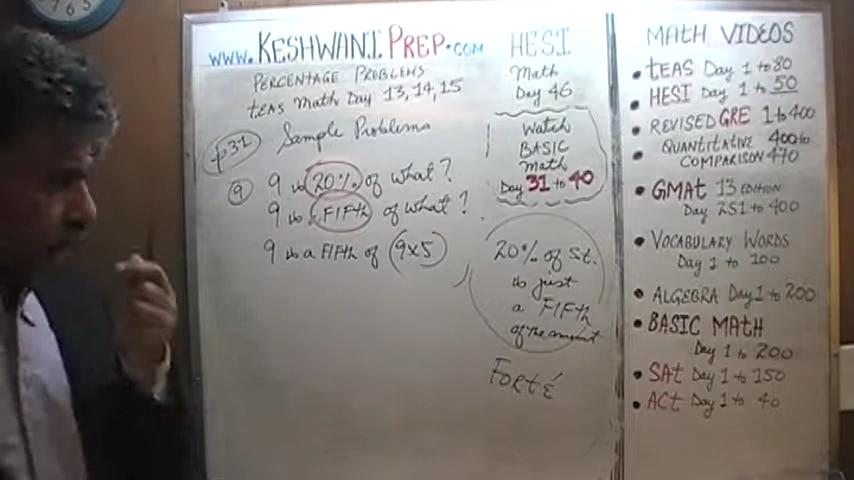 www.KESHWANI PREP.com
PERCENTAGE PROBLEMS
TEAS Math Day 13, 14, 15
p31 Sample Problems
9 9 is 20% of what?
9 is a FIFTH of what?
9 is a FIFTH of (9x5)
HESI
Math
Day 46
Watch
BASIC
Math
Day 31 to 40
20% of St.
is just
a FIFTH
of the amount
FORTÉ
MATH VIDEOS
• TEAS Day 1 to 80
• HESI Day 1 to 50
• REVISED GRE 1 to 400
• QUANTITATIVE 400 to
COMPARISON 470
• GMAT 13 EDITION
Day 251 to 400
• VOCABULARY WORDS
Day 1 to 100
• ALGEBRA Day 1 to 200
• BASIC MATH
Day 1 to 200
• SAT Day 1 to 150
• ACT Day 1 to 40
7
6
5